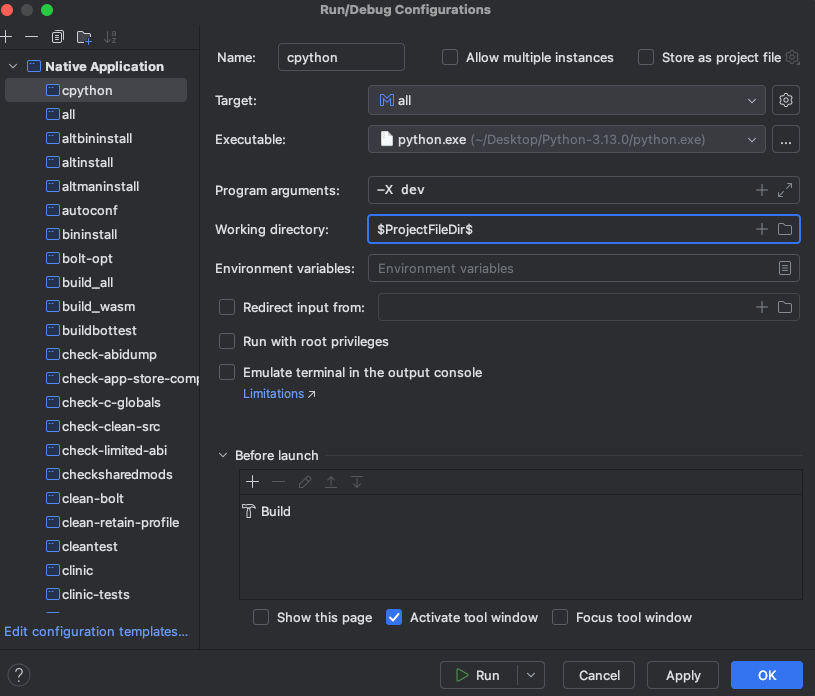 Run/Debug Configurations
Native Application
cpython
all
altbininstall
altinstall
altmaninstall
autoconf
bininstall
bolt-opt
build_all
build_wasm
buildbottest
check-abidump
check-app-store-comp
check-c-globals
check-clean-src
check-limited-abi
checksharedmods
clean-bolt
clean-retain-profile
cleantest
clinic
clinic-tests
Edit configuration templates...
?
Name: cpython Allow multiple instances Store as project file
Target: all
Executable: python.exe (~/Desktop/Python-3.13.0/python.exe) ...
Program arguments: -X dev
Working directory: $ProjectFileDir$
Environment variables: Environment variables
Redirect input from:
Run with root privileges
Emulate terminal in the output console
Limitations ↗
Before launch
Build
Show this page Activate tool window Focus tool window
Run Cancel Apply OK